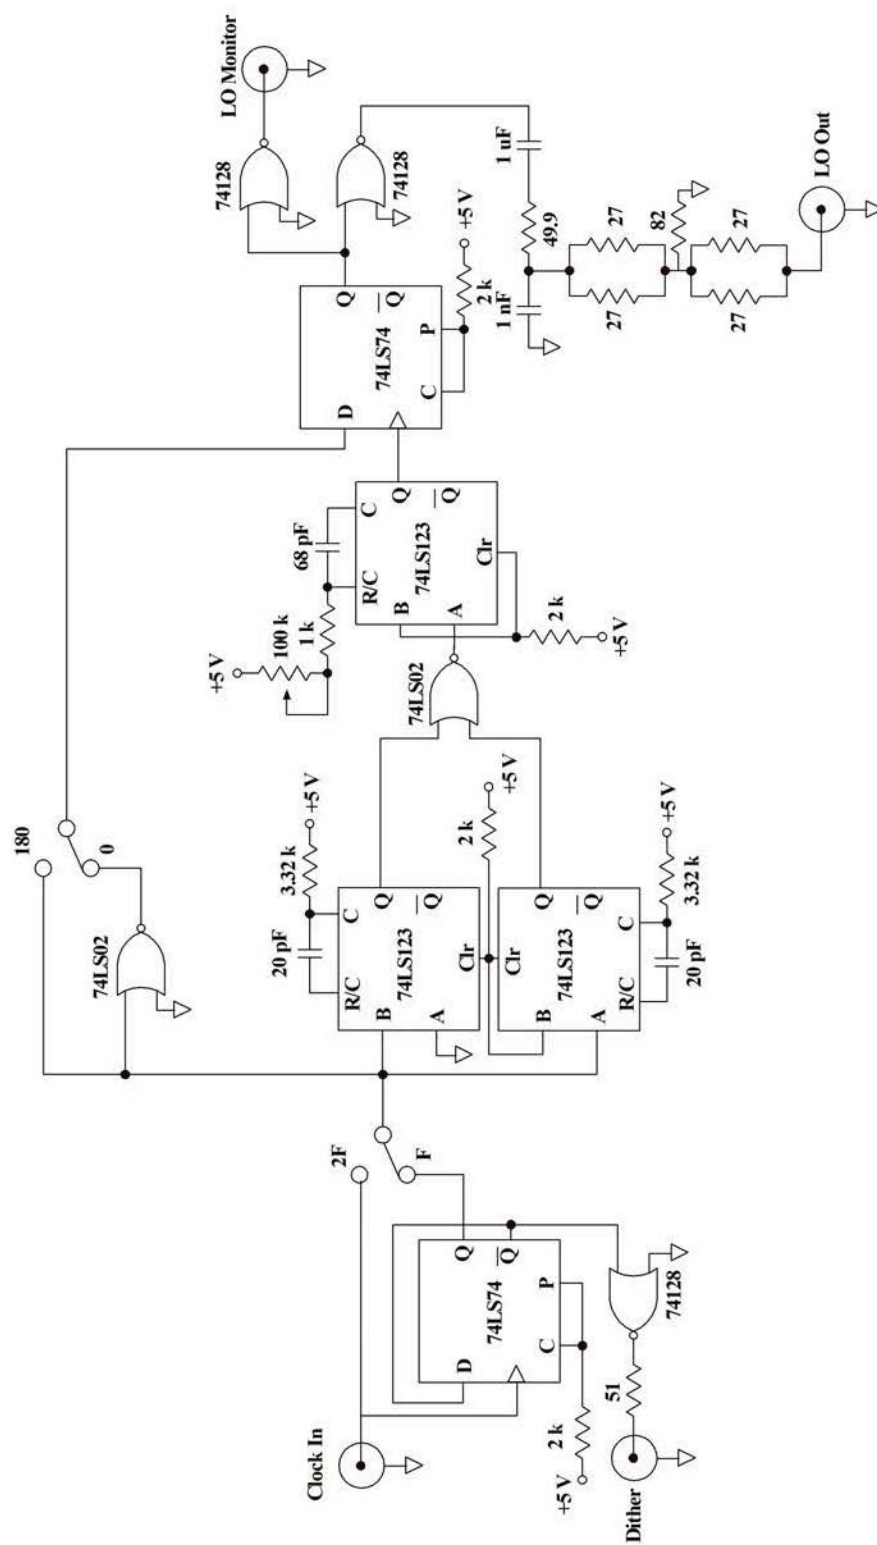 Clock In
+5 V
2 k
Dither
51
74128
D
Q
Q
74LS74
C
P
2F
F
74LS02
180
0
20 pF
3.32 k
+5 V
R/C
C
B
74LS123
Q
Q
A
Clr
Clr
2 k
+5 V
B
74LS123
Q
Q
A
R/C
C
20 pF
3.32 k
+5 V
74LS02
+5 V
100 k
1 k
68 pF
R/C
C
B
74LS123
Q
Q
A
Clr
2 k
+5 V
D
Q
74LS74
Q
C
P
2 k
+5 V
74128
LO Monitor
74128
1 uF
49.9
1 nF
27
27
82
27
27
LO Out